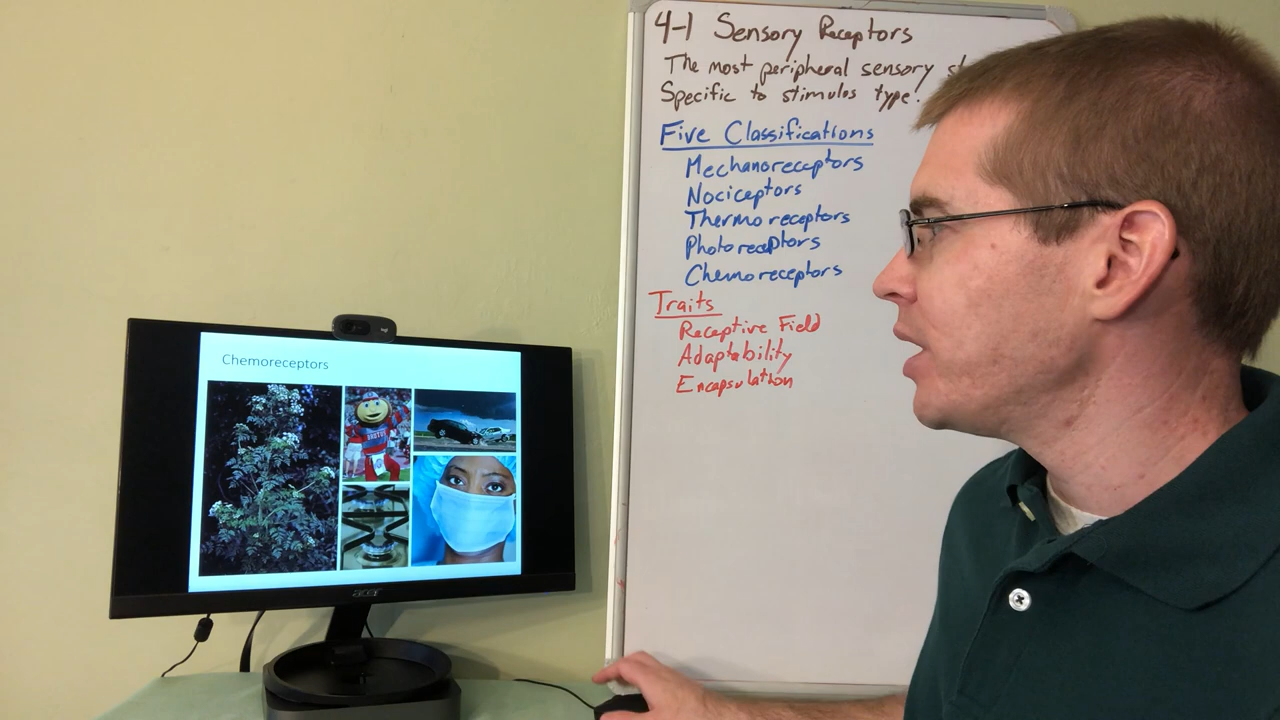 4-1 Sensory Receptors
The most peripheral sensory
Specific to stimulus type.
Five Classifications
Mechanoreceptors
Nociceptors
Thermoreceptors
Photoreceptors
Chemoreceptors
Traits
Receptive Field
Adaptability
Encapsulation
Chemoreceptors
BRUTUS
acer